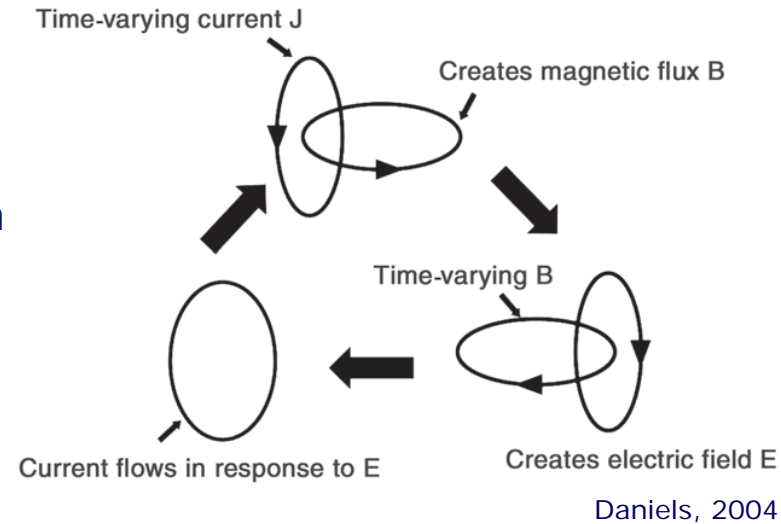 Time-varying current J
Creates magnetic flux B
Time-varying B
Current flows in response to E
Creates electric field E
Daniels, 2004